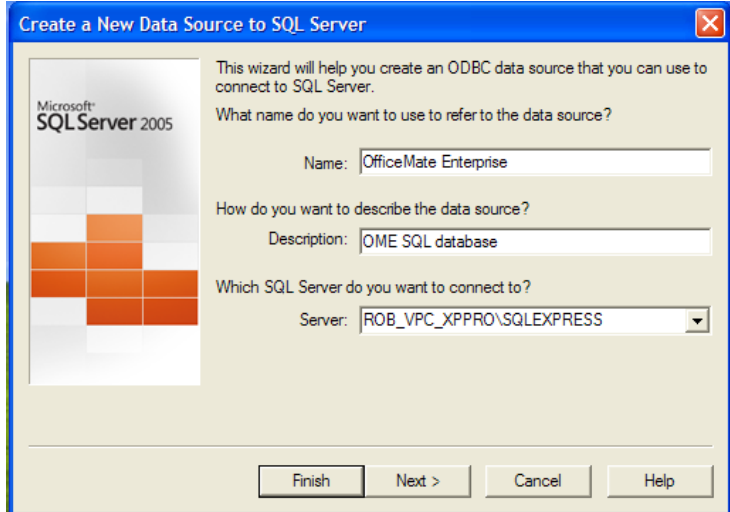 Create a New Data Source to SQL Server
This wizard will help you create an ODBC data source that you can use to
connect to SQL Server.
What name do you want to use to refer to the data source?
Microsoft
SQL Server 2005
Name: OfficeMate Enterprise
How do you want to describe the data source?
Description: OME SQL database
Which SQL Server do you want to connect to?
Server: ROB_VPC_XPPRO\SQLEXPRESS
Finish Next > Cancel Help